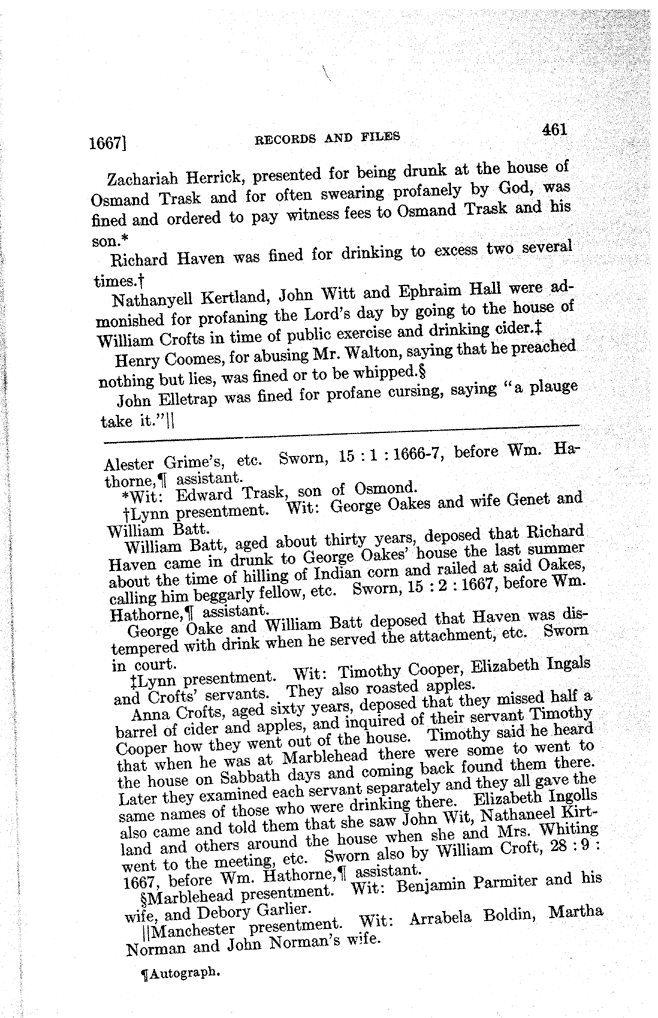 1667] RECORDS AND FILES 461
Zachariah Herrick, presented for being drunk at the house of
Osmand Trask and for often swearing profanely by God, was
fined and ordered to pay witness fees to Osmand Trask and his
son.*
Richard Haven was fined for drinking to excess two several
times.†
Nathanyell Kertland, John Witt and Ephraim Hall were ad-
monished for profaning the Lord's day by going to the house of
William Crofts in time of public exercise and drinking cider.‡
Henry Coomes, for abusing Mr. Walton, saying that he preached
nothing but lies, was fined or to be whipped.§
John Elletrap was fined for profane cursing, saying "a plauge
take it."||
Alester Grime's, etc. Sworn, 15 : 1 : 1666-7, before Wm. Ha-
thorne,¶ assistant.
*Wit: Edward Trask, son of Osmond.
†Lynn presentment. Wit: George Oakes and wife Genet and
William Batt.
William Batt, aged about thirty years, deposed that Richard
Haven came in drunk to George Oakes' house the last summer
about the time of hilling of Indian corn and railed at said Oakes,
calling him beggarly fellow, etc. Sworn, 15 : 2 : 1667, before Wm.
Hathorne,¶ assistant.
George Oake and William Batt deposed that Haven was dis-
tempered with drink when he served the attachment, etc. Sworn
in court.
‡Lynn presentment. Wit: Timothy Cooper, Elizabeth Ingals
and Crofts' servants. They also roasted apples.
Anna Crofts, aged sixty years, deposed that they missed half a
barrel of cider and apples, and inquired of their servant Timothy
Cooper how they went out of the house. Timothy said he heard
that when he was at Marblehead there were some to went to
the house on Sabbath days and coming back found them there.
Later they examined each servant separately and they all gave the
same names of those who were drinking there. Elizabeth Ingolls
also came and told them that she saw John Wit, Nathaneel Kirt-
land and others around the house when she and Mrs. Whiting
went to the meeting, etc. Sworn also by William Croft, 28 : 9 :
1667, before Wm. Hathorne,¶ assistant.
§Marblehead presentment. Wit: Benjamin Parmiter and his
wife, and Debory Garlier.
||Manchester presentment. Wit: Arrabela Boldin, Martha
Norman and John Norman's wife.
¶Autograph.